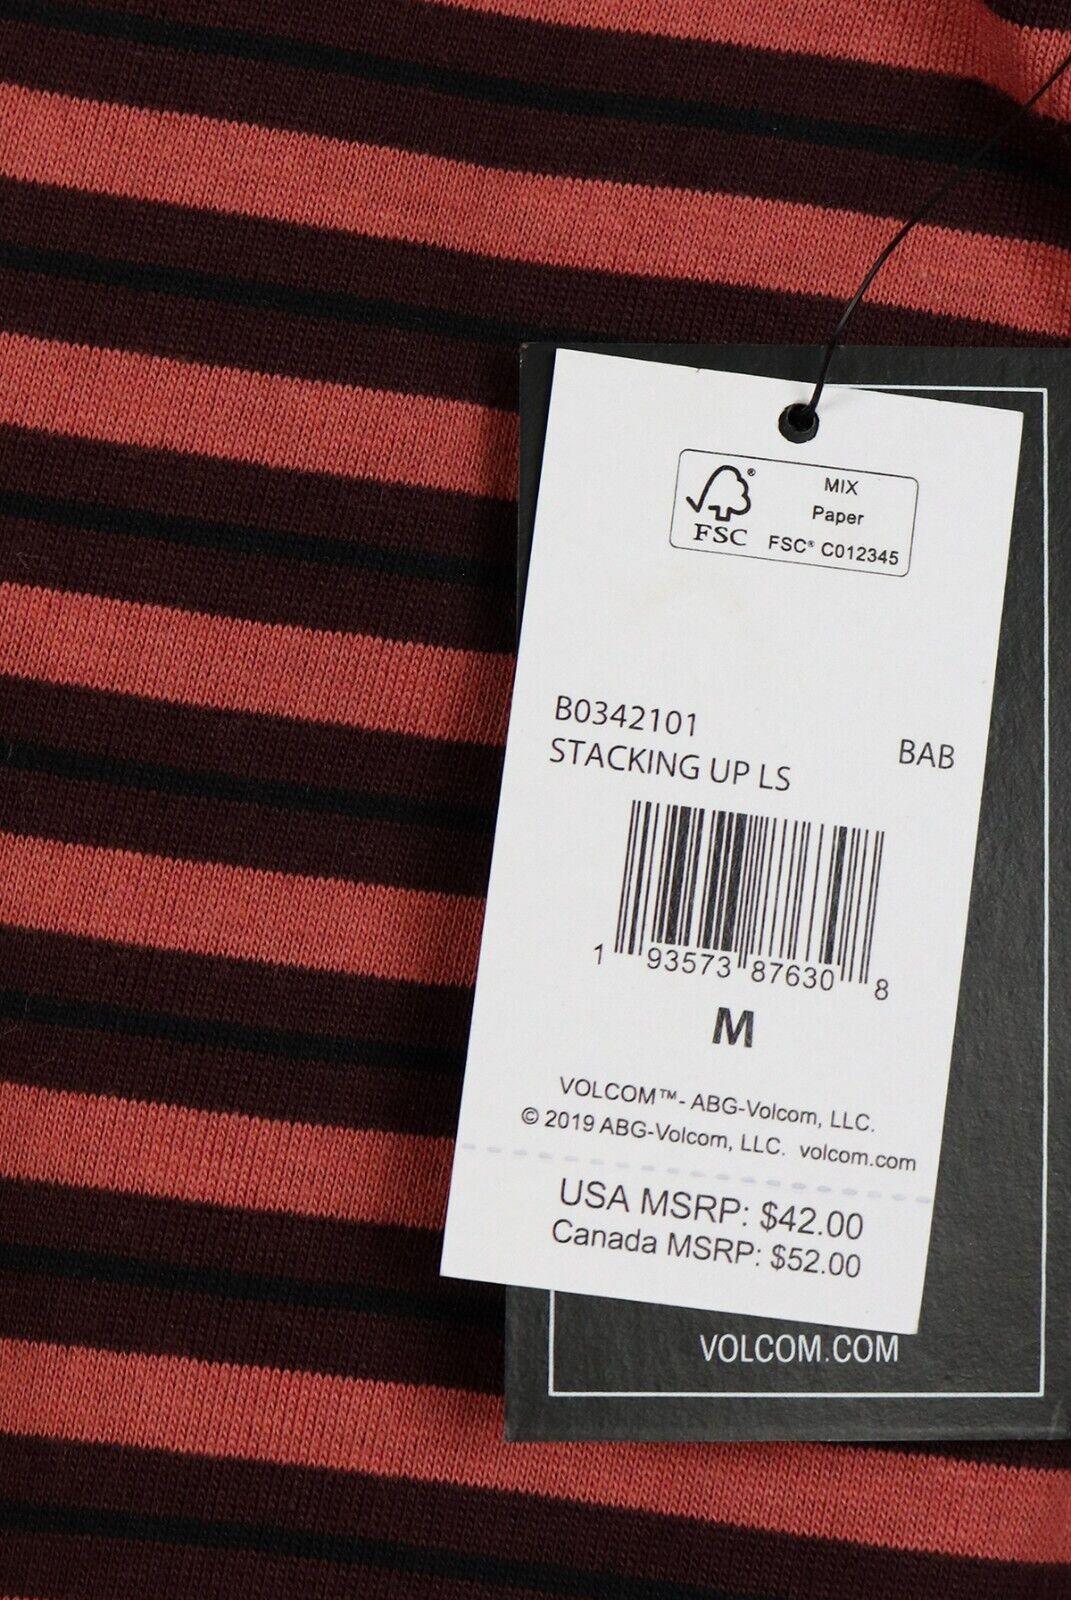 MIX
Paper
FSC® FSC® C012345
B0342101
STACKING UP LS BAB
1 93573 87630 8
M
VOLCOM™- ABG-Volcom, LLC.
© 2019 ABG-Volcom, LLC. volcom.com
USA MSRP: $42.00
Canada MSRP: $52.00
VOLCOM.COM